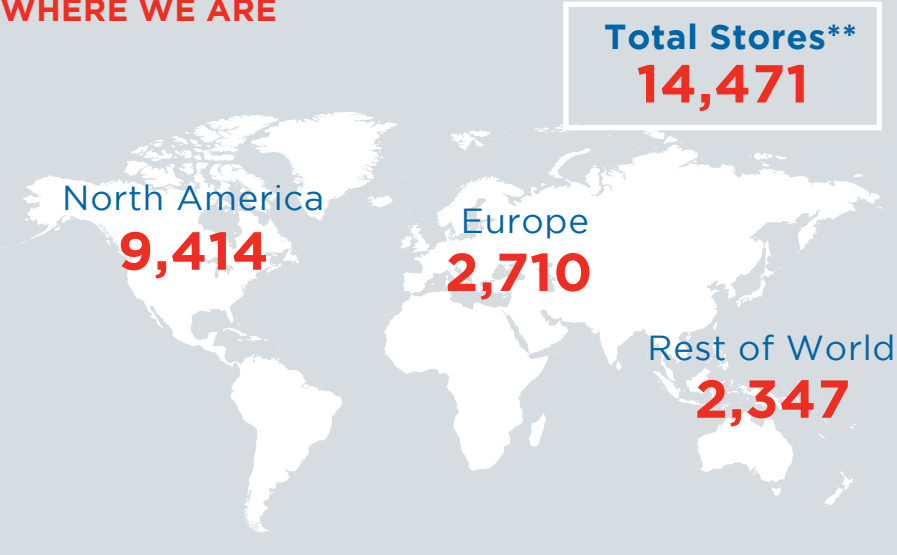 WHERE WE ARE
Total Stores**
14,471
North America
9,414
Europe
2,710
Rest of World
2,347